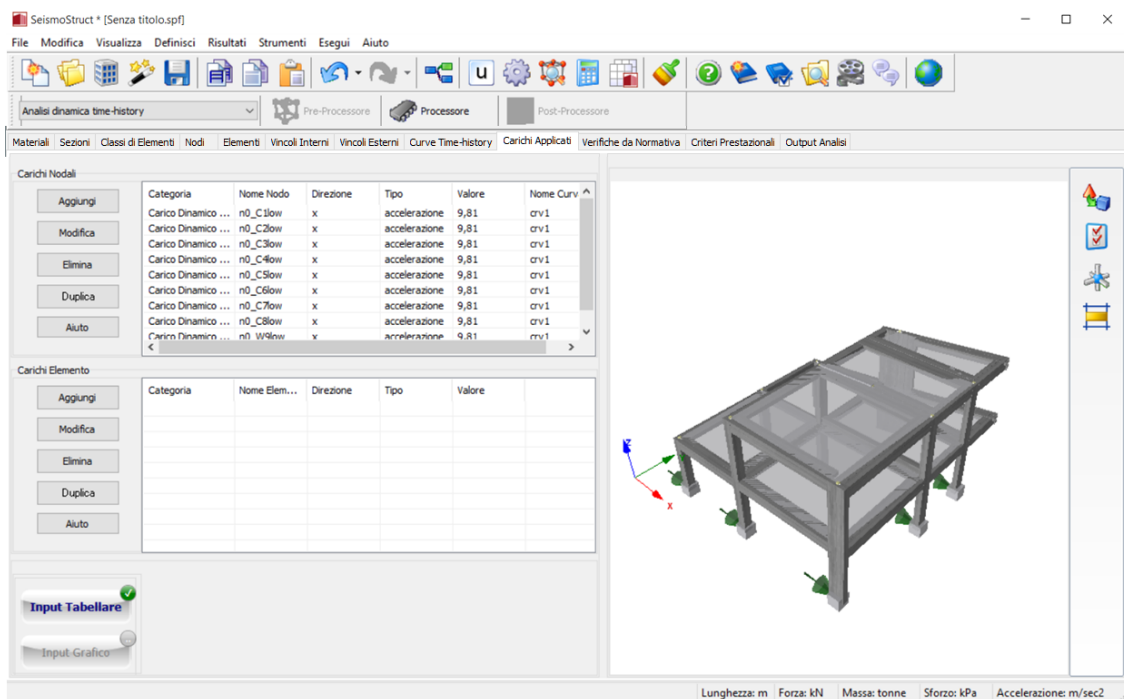 SeismoStruct * [Senza titolo.spf]
File Modifica Visualizza Definisci Risultati Strumenti Esegui Aiuto
u
Analisi dinamica time-history Pre-Processore Processore Post-Processore
Materiali Sezioni Classi di Elementi Nodi Elementi Vincoli Interni Vincoli Esterni Curve Time-history Carichi Applicati Verifiche da Normativa Criteri Prestazionali Output Analisi
Carichi Nodali
Aggiungi
Modifica
Elimina
Duplica
Aiuto
Categoria Nome Nodo Direzione Tipo Valore Nome Curv
Carico Dinamico ... n0_C1low x accelerazione 9,81 crv1
Carico Dinamico ... n0_C2low x accelerazione 9,81 crv1
Carico Dinamico ... n0_C3low x accelerazione 9,81 crv1
Carico Dinamico ... n0_C4low x accelerazione 9,81 crv1
Carico Dinamico ... n0_C5low x accelerazione 9,81 crv1
Carico Dinamico ... n0_C6low x accelerazione 9,81 crv1
Carico Dinamico ... n0_C7low x accelerazione 9,81 crv1
Carico Dinamico ... n0_C8low x accelerazione 9,81 crv1
Carico Dinamico ... n0_W9low x accelerazione 9,81 crv1
Carichi Elemento
Aggiungi
Modifica
Elimina
Duplica
Aiuto
Categoria Nome Elem... Direzione Tipo Valore
z
x
Input Tabellare
Input Grafico
Lunghezza: m Forza: kN Massa: tonne Sforzo: kPa Accelerazione: m/sec2